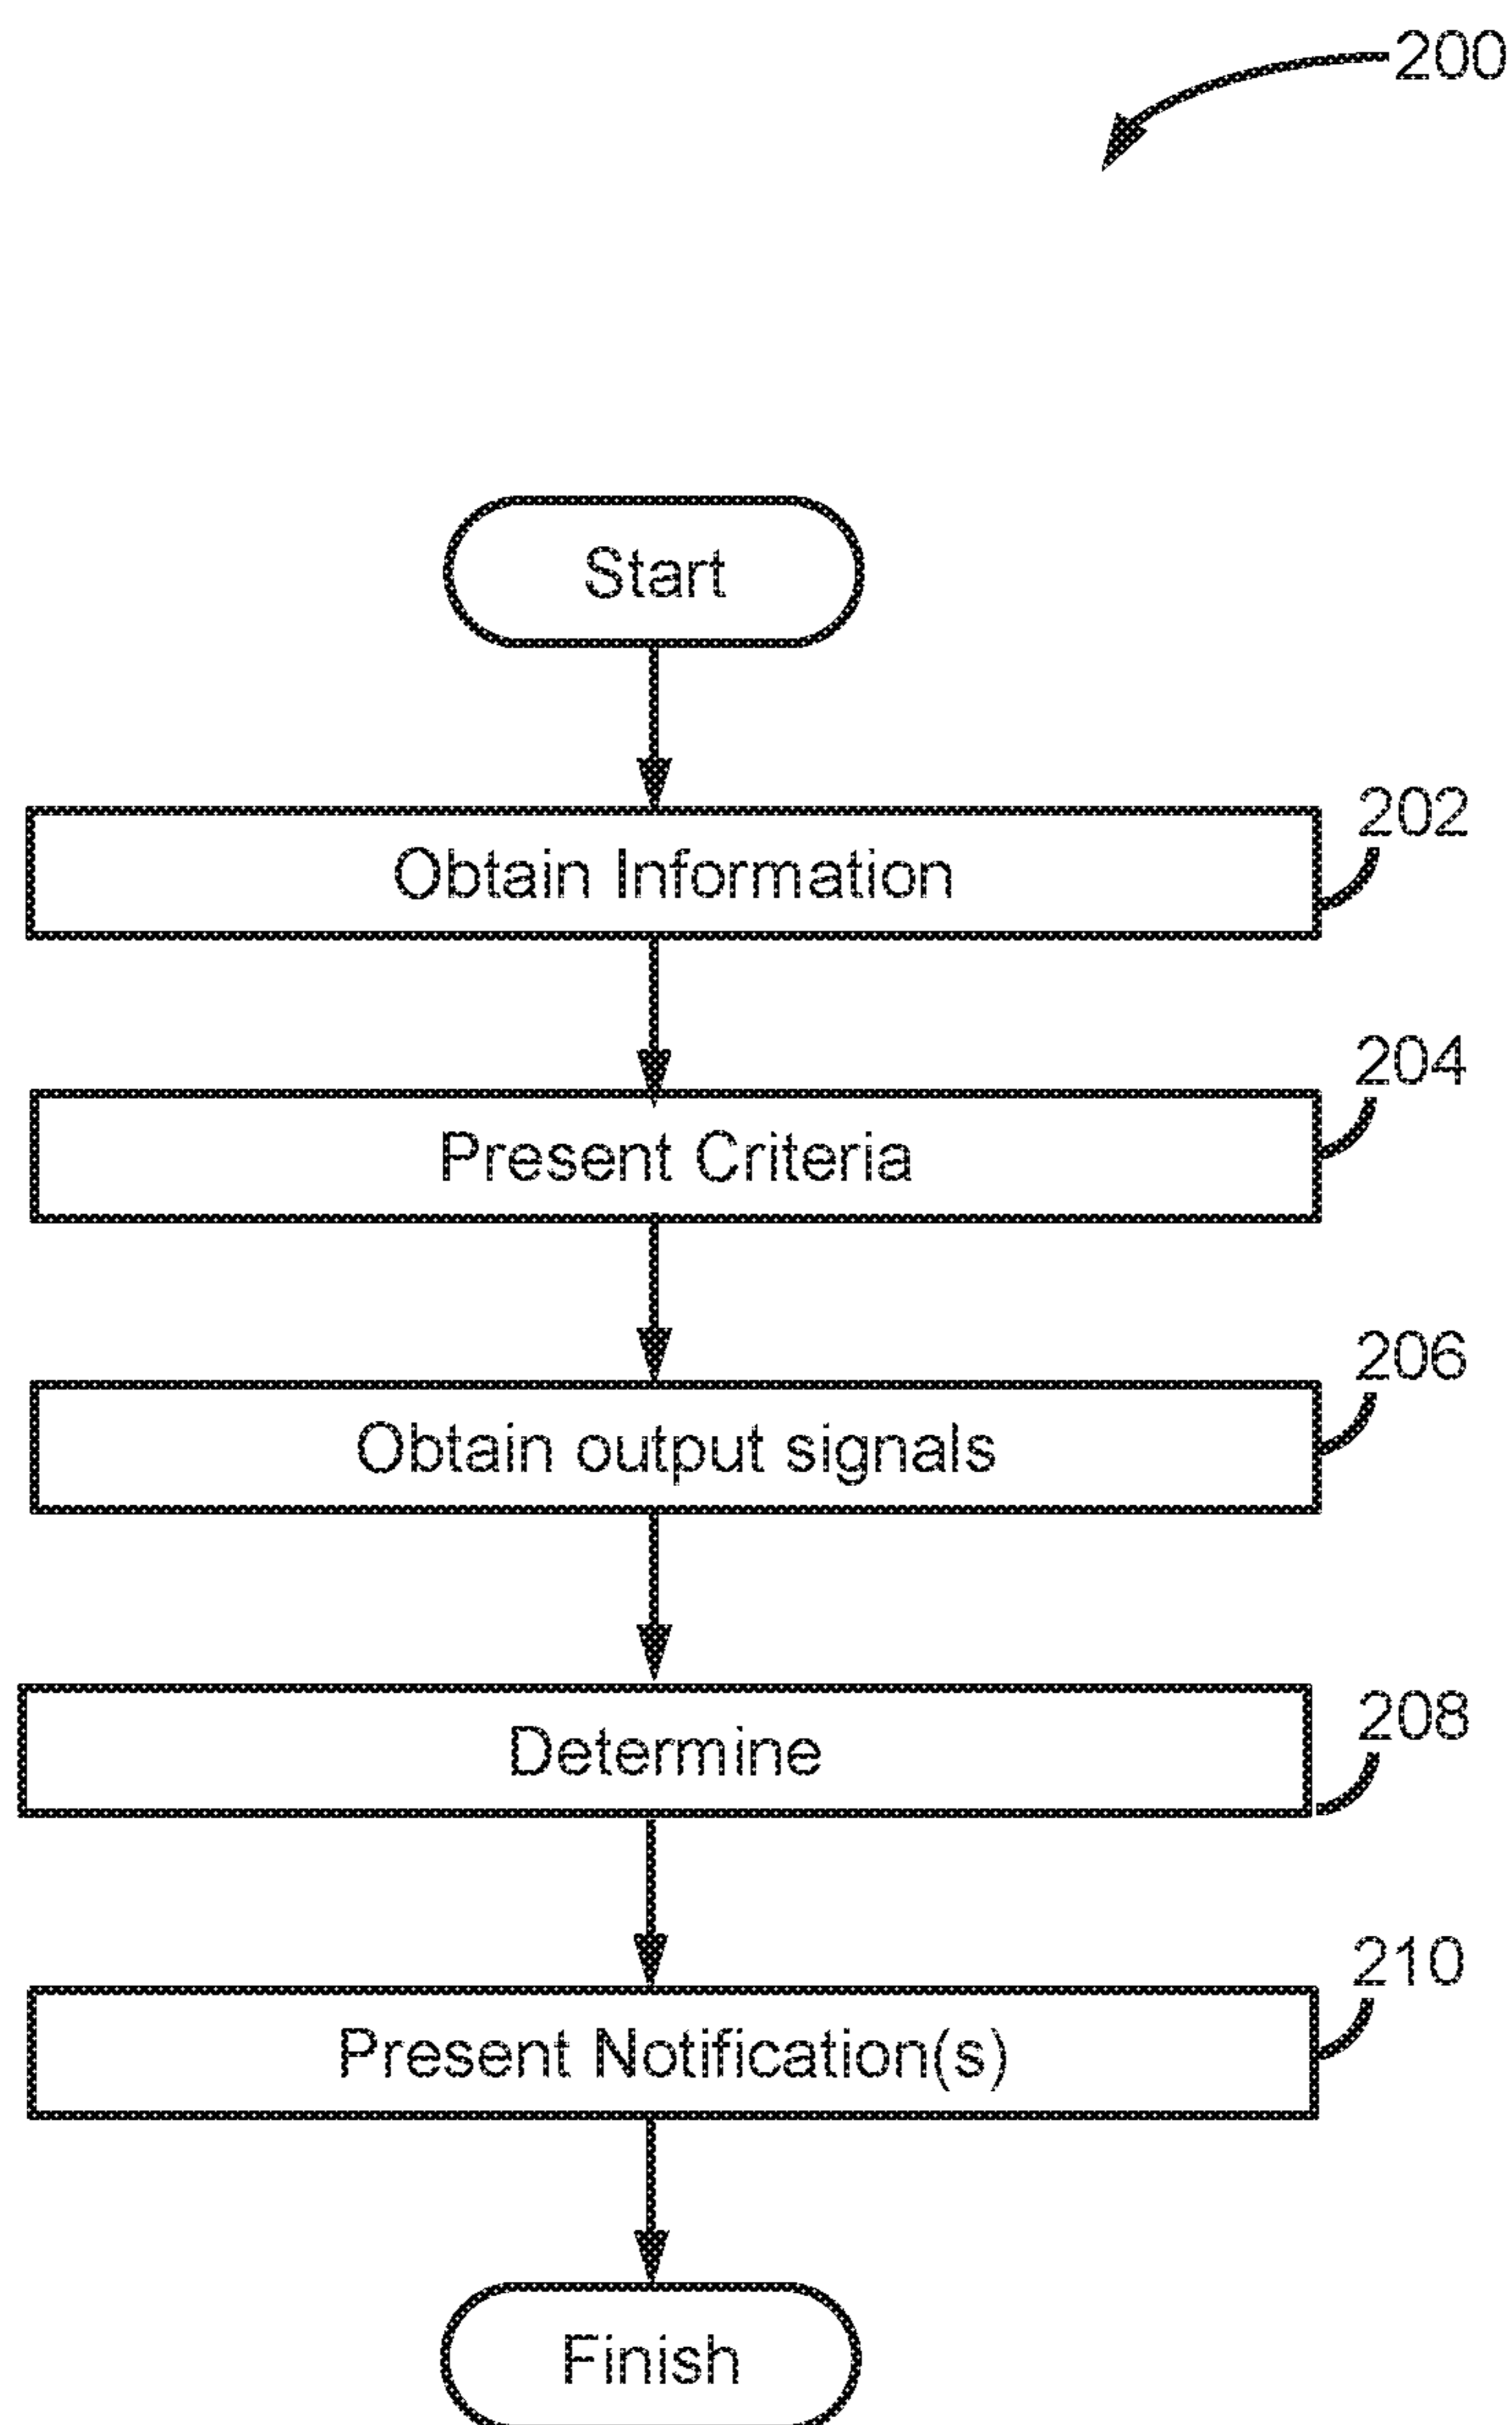 200
Start
202
Obtain Information
204
Present Criteria
206
Obtain output signals
208
Determine
210
Present Notification(s)
Finish